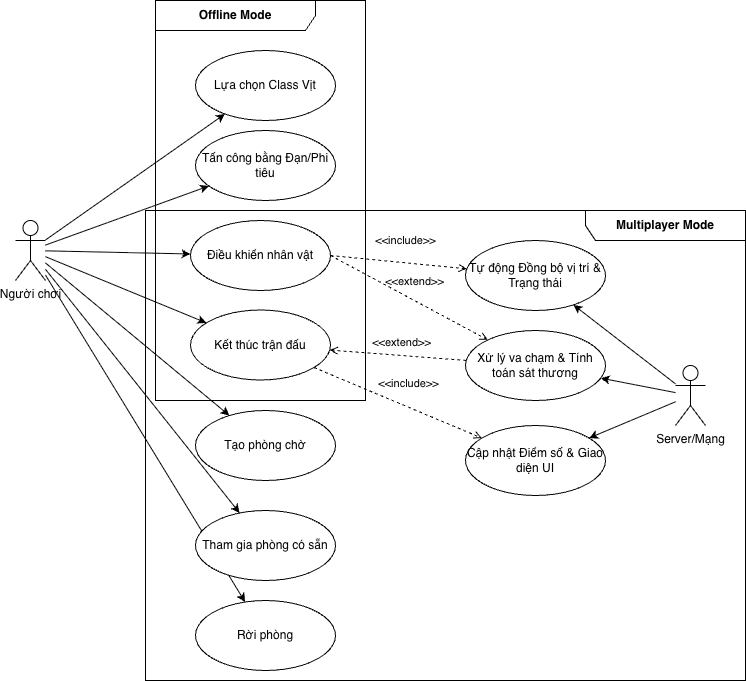 Offline Mode
Lựa chọn Class Vịt
Tấn công bằng Đạn/Phi
tiêu
Multiplayer Mode
Người chơi
Điều khiển nhân vật
<<include>>
Tự động Đồng bộ vị trí &
Trạng thái
<<extend>>
Kết thúc trận đấu
<<extend>>
Xử lý va chạm & Tính
toán sát thương
<<include>>
Server/Mạng
Tạo phòng chờ
Cập nhật Điểm số & Giao
diện UI
Tham gia phòng có sẵn
Rời phòng